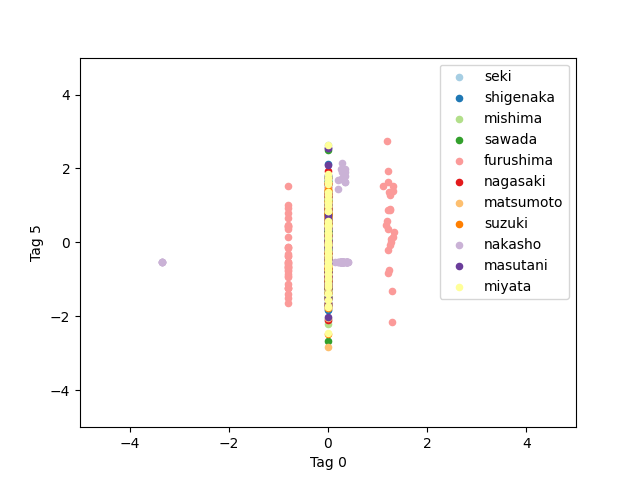 4
2
0
−2
−4
Tag 5
−4
−2
0
2
4
Tag 0
seki
shigenaka
mishima
sawada
furushima
nagasaki
matsumoto
suzuki
nakasho
masutani
miyata